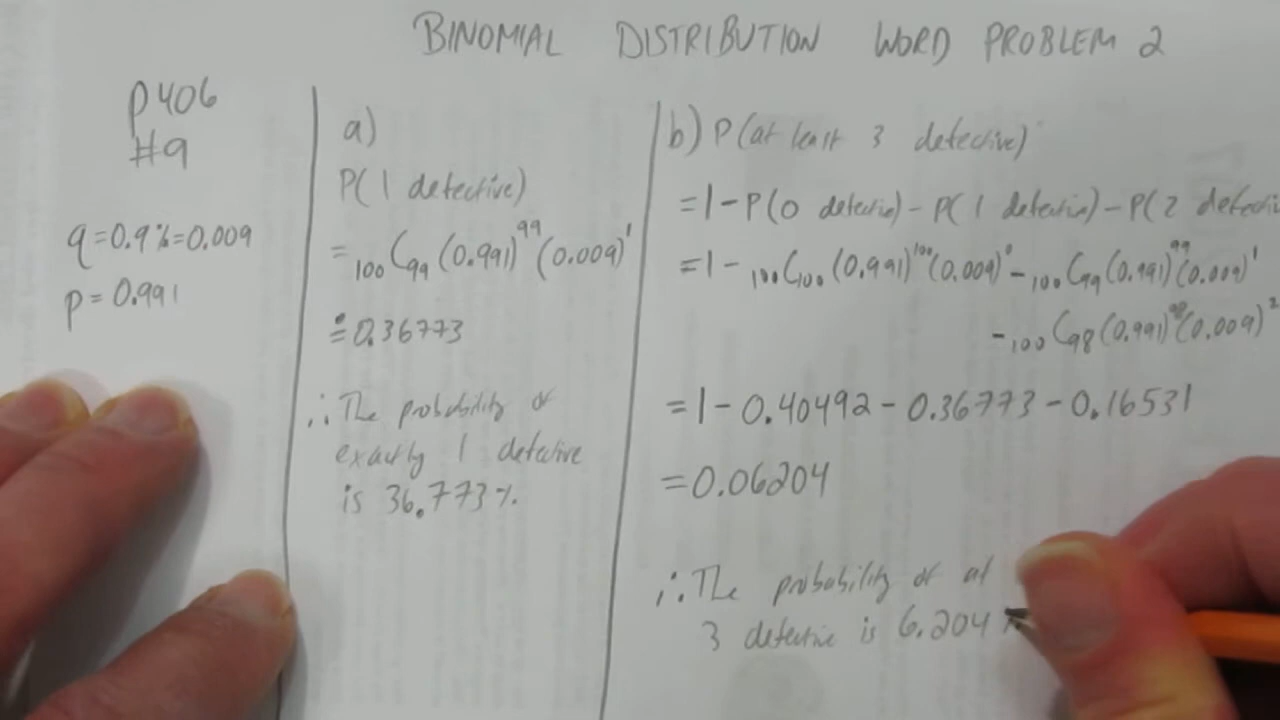 BINOMIAL DISTRIBUTION WORD PROBLEM 2
p406
#9
q=0.9%=0.009
p=0.991
a)
P(1 defective)
= ₁₀₀C₉₉(0.991)⁹⁹(0.009)¹
≐0.36773
∴ The probability of
exactly 1 defective
is 36.773%.
b) P(at least 3 defective)
=1-P(0 defective)-P(1 defective)-P(2 defecti
=1-₁₀₀C₁₀₀(0.991)¹⁰⁰(0.009)⁰-₁₀₀C₉₉(0.991)⁹⁹(0.009)¹
-₁₀₀C₉₈(0.991)⁹⁸(0.009)²
=1-0.40492-0.36773-0.16531
=0.06204
∴ The probability of at
3 defective is 6.204